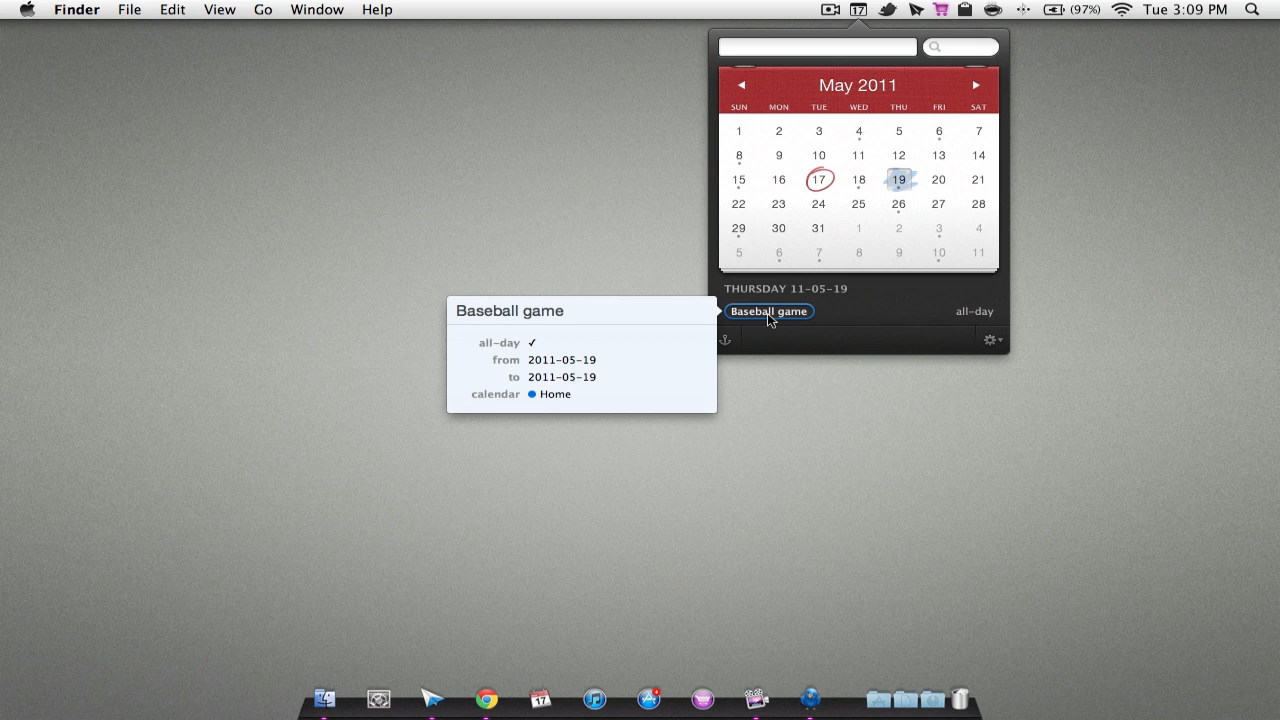 Finder File Edit View Go Window Help 17 (97%) Tue 3:09 PM
May 2011
SUN MON TUE WED THU FRI SAT
1 2 3 4 5 6 7
8 9 10 11 12 13 14
15 16 17 18 19 20 21
22 23 24 25 26 27 28
29 30 31 1 2 3 4
5 6 7 8 9 10 11
THURSDAY 11-05-19
Baseball game all-day
Baseball game
all-day ✓
from 2011-05-19
to 2011-05-19
calendar Home
17